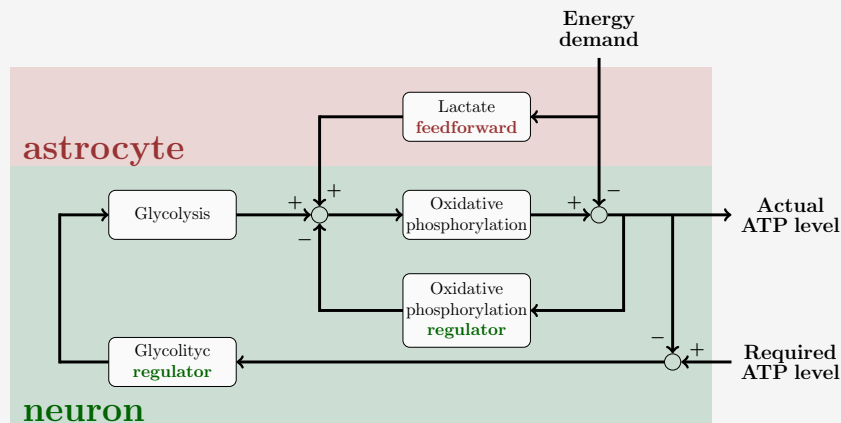 Energy
demand
Lactate
feedforward
astrocyte
+
+
Glycolysis
−
+
−
Oxidative
phosphorylation
Actual
ATP level
Oxidative
phosphorylation
regulator
−
+
Glycolityc
regulator
Required
ATP level
neuron